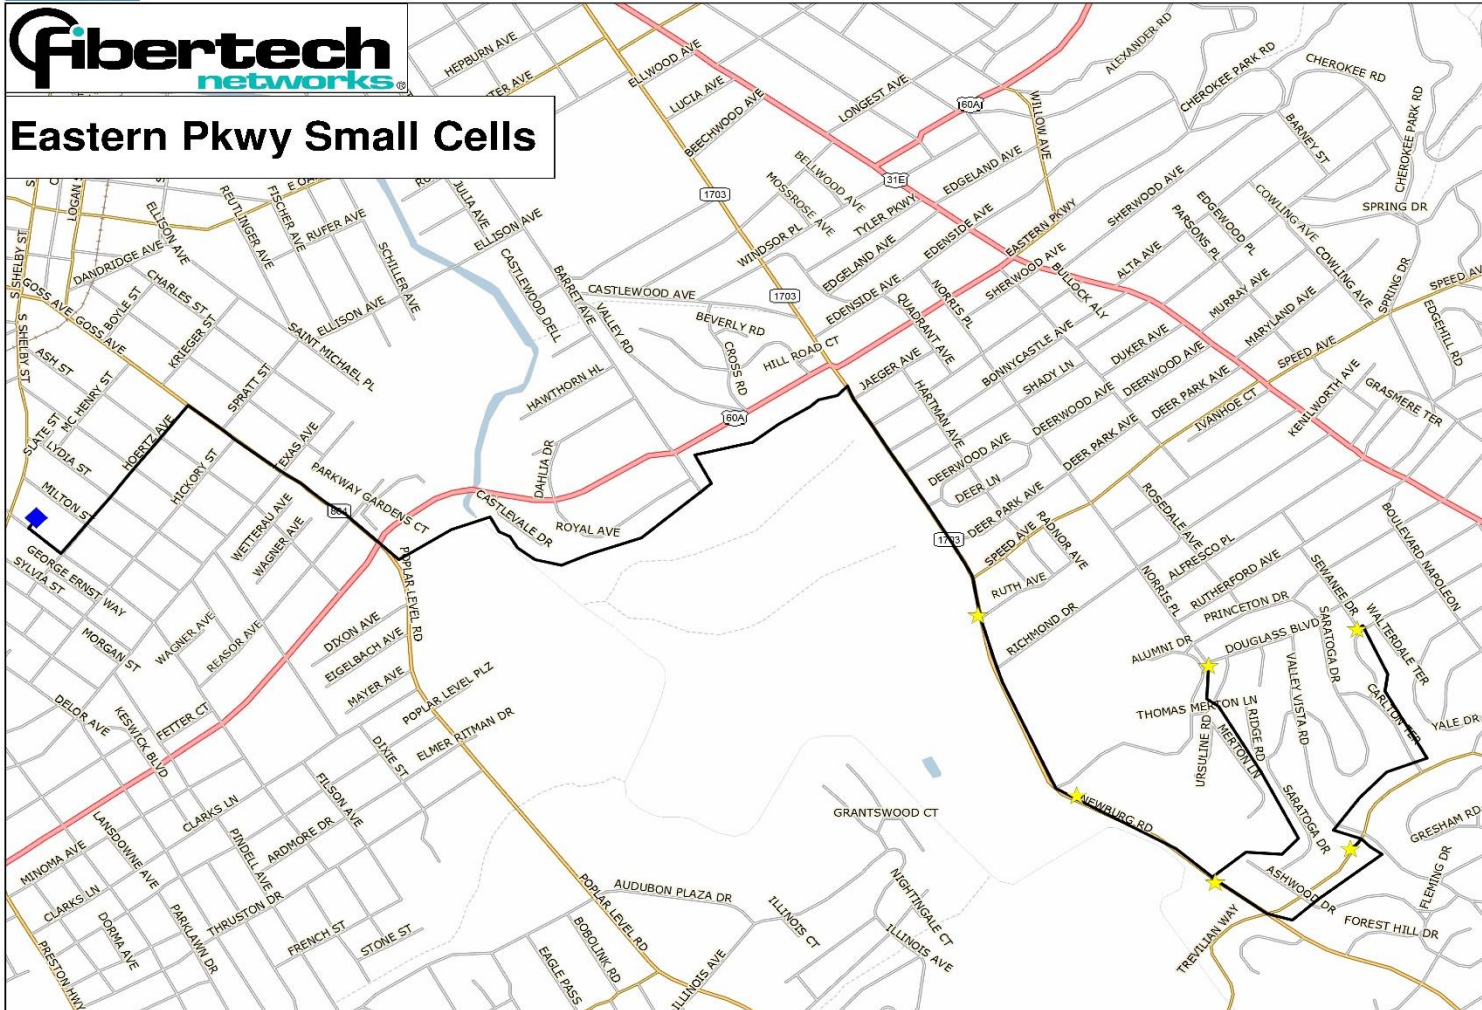 fibertech
networks®
Eastern Pkwy Small Cells
HEPBURN AVE
ELLWOOD AVE
LUCIA AVE
BEECHWOOD AVE
LONGEST AVE
60A
ALEXANDER RD
CHEROKEE PARK RD
CHEROKEE RD
CHEROKEE PARK RD
WILLOW AVE
BARNEY ST
BELLWOOD AVE
MOSSROSE AVE
31E
EDGELAND AVE
TYLER PKWY
1703
WINDSOR PL
EDGELAND AVE
EDENSIDE AVE
EASTERN PKWY
SHERWOOD AVE
SHERWOOD AVE
PARSONS PL
EDGEWOOD PL
COWLING AVE
COWLING AVE
SPRING DR
SPRING DR
SPEED AVE
EDGEHILL RD
S SHELBY ST
LOGAN
ELLISON AVE
REUTLINGER AVE
FISCHER AVE
RUFER AVE
SCHILLER AVE
JULIA AVE
ELLISON AVE
CASTLEWOOD DELL
BARRET AVE
CASTLEWOOD AVE
VALLEY RD
1703
EDENSIDE AVE
BEVERLY RD
CROSS RD
HILL ROAD CT
QUADRANT AVE
NORRIS PL
BULLOCK ALY
ALTA AVE
MURRAY AVE
MARYLAND AVE
SPEED AVE
DUKER AVE
BONNYCASTLE AVE
SHADY LN
DEERWOOD AVE
DEER PARK AVE
IVANHOE CT
KENILWORTH AVE
GRASMERE TER
DANDRIDGE AVE
GOSS AVE
GOSS AVE
BOYLE ST
CHARLES ST
KRIEGER ST
SAINT MICHAEL PL
ELLISON AVE
S SHELBY ST
ASH ST
MC HENRY ST
SPRATT ST
HAWTHORN HL
60A
JAEGER AVE
HARTMAN AVE
DEERWOOD AVE
DEER PARK AVE
DEERWOOD AVE
DEER LN
DEER PARK AVE
SLATE ST
LYDIA ST
HOERTZ AVE
HICKORY ST
TEXAS AVE
MILTON ST
WETTERAU AVE
WAGNER AVE
864
PARKWAY GARDENS CT
DAHLIA DR
CASTLEVALE DR
ROYAL AVE
1703
SPEED AVE
RADNOR AVE
RUTH AVE
ROSEDALE AVE
ALFRESCO PL
NORRIS PL
RUTHERFORD AVE
PRINCETON DR
SEWANEE DR
BOULEVARD NAPOLEON
GEORGE ERNST WAY
SYLVIA ST
MORGAN ST
WAGNER AVE
REASOR AVE
POPLAR LEVEL RD
DIXON AVE
EIGELBACH AVE
MAYER AVE
POPLAR LEVEL PLZ
ELMER RITMAN DR
RICHMOND DR
ALUMNI DR
DOUGLASS BLVD
SARATOGA DR
WALTERDALE TER
VALLEY VISTA RD
CARLTON TER
YALE DR
THOMAS MERTON LN
URSULINE RD
MERTON LN
RIDGE RD
DELOR AVE
KESWICK BLVD
FETTER CT
DIXIE ST
FILSON AVE
CLARKS LN
ARDMORE DR
PINDELL AVE
LANSDOWNE AVE
MINOMA AVE
CLARKS LN
DORMA AVE
PARKLAWN DR
THRUSTON DR
FRENCH ST
STONE ST
PRESTON HWY
GRANTSWOOD CT
NEWBURG RD
SARATOGA DR
ASHWOOD DR
GRESHAM RD
FLEMING DR
FOREST HILL DR
TREVILIAN WAY
POPLAR LEVEL RD
AUDUBON PLAZA DR
ILLINOIS CT
NIGHTINGALE CT
ILLINOIS AVE
ILLINOIS AVE
BOBOLINK RD
EAGLE PASS